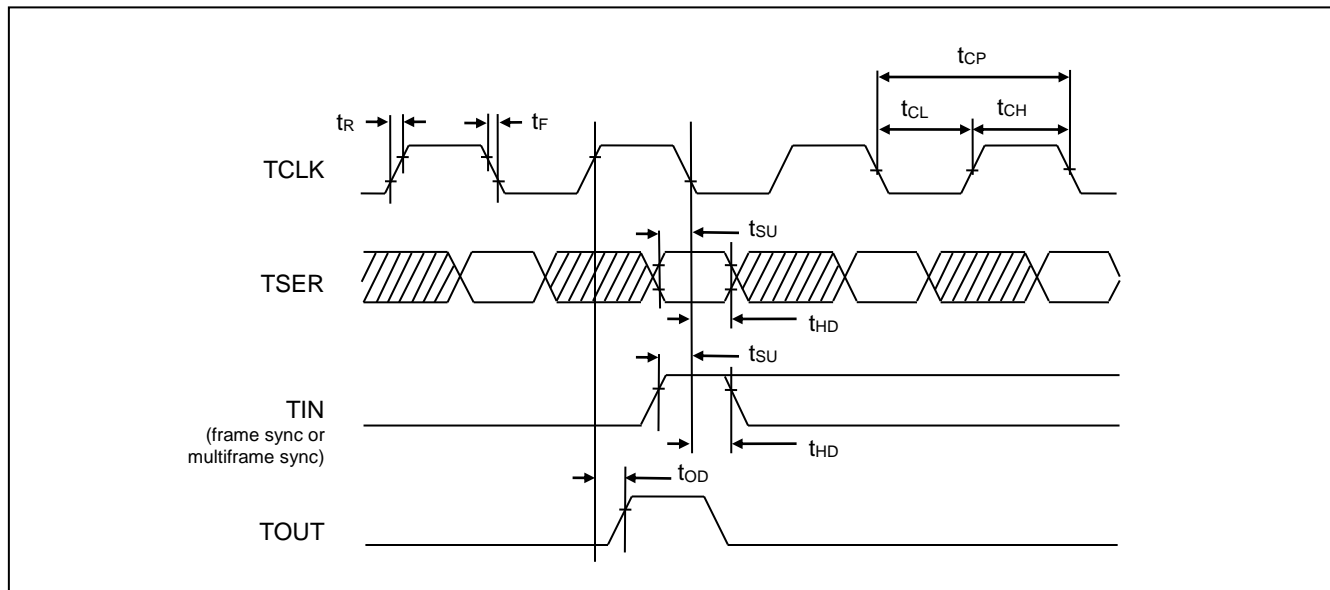 tCP
tCL tCH
tR tF
TCLK
tSU
TSER
tHD
tSU
TIN
(frame sync or
multiframe sync)
tHD
tOD
TOUT